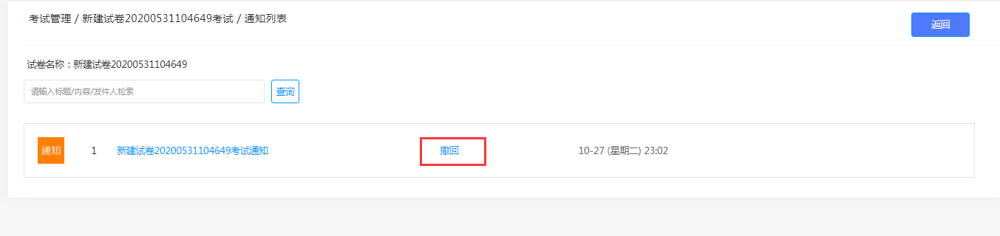 考试管理 / 新建试卷20200531104649考试 / 通知列表
返回
试卷名称：新建试卷20200531104649
请输入标题/内容/发件人检索
查询
通知 1 新建试卷20200531104649考试通知 撤回 10-27 (星期二) 23:02